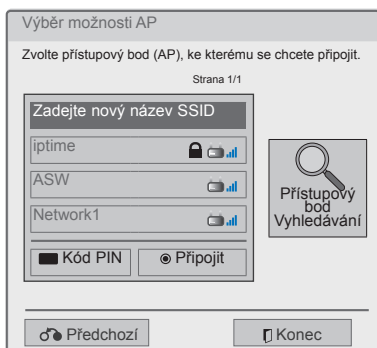 Výběr možnosti AP
Zvolte přístupový bod (AP), ke kterému se chcete připojit.
Strana 1/1
Zadejte nový název SSID
iptime
ASW
Network1
Přístupový
bod
Vyhledávání
Kód PIN
Připojit
Předchozí
Konec